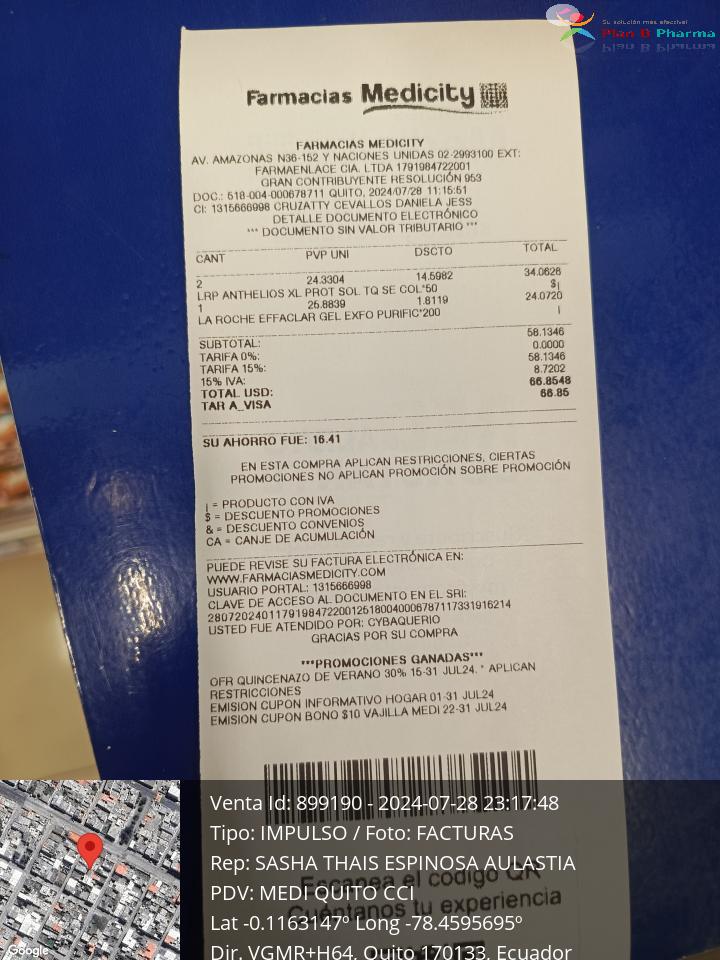 Su solución más efectiva!
Plan B Pharma
Farmacias Medicity
FARMACIAS MEDICITY
AV. AMAZONAS N36-152 Y NACIONES UNIDAS 02-2993100 EXT:
FARMAENLACE CIA. LTDA 1791984722001
GRAN CONTRIBUYENTE RESOLUCIÓN 953
DOC.: 518-004-000678711 QUITO, 2024/07/28 11:15:51
CI: 1315666998 CRUZATTY CEVALLOS DANIELA JESS
DETALLE DOCUMENTO ELECTRÓNICO
*** DOCUMENTO SIN VALOR TRIBUTARIO ***
CANT PVP UNI DSCTO TOTAL
2 24.3304 14.5982 34.0626
LRP ANTHELIOS XL PROT SOL TQ SE COL*50 $¡
1 25.8839 1.8119 24.0720
LA ROCHE EFFACLAR GEL EXFO PURIFIC*200 ¡
SUBTOTAL: 58.1346
TARIFA 0%: 0.0000
TARIFA 15%: 58.1346
15% IVA: 8.7202
TOTAL USD: 66.8548
TAR A_VISA 66.85
SU AHORRO FUE: 16.41
EN ESTA COMPRA APLICAN RESTRICCIONES, CIERTAS
PROMOCIONES NO APLICAN PROMOCIÓN SOBRE PROMOCIÓN
¡ = PRODUCTO CON IVA
$ = DESCUENTO PROMOCIONES
& = DESCUENTO CONVENIOS
CA = CANJE DE ACUMULACIÓN
PUEDE REVISE SU FACTURA ELECTRÓNICA EN:
WWW.FARMACIASMEDICITY.COM
USUARIO PORTAL: 1315666998
CLAVE DE ACCESO AL DOCUMENTO EN EL SRI:
2807202401179198472200125180040006787117331916214
USTED FUE ATENDIDO POR: CYBAQUERIO
GRACIAS POR SU COMPRA
***PROMOCIONES GANADAS***
OFR QUINCENAZO DE VERANO 30% 15-31 JUL24. * APLICAN
RESTRICCIONES
EMISION CUPON INFORMATIVO HOGAR 01-31 JUL24
EMISION CUPON BONO $10 VAJILLA MEDI 22-31 JUL24
Escanea el código QR
Cuéntanos tu experiencia
Venta Id: 899190 - 2024-07-28 23:17:48
Tipo: IMPULSO / Foto: FACTURAS
Rep: SASHA THAIS ESPINOSA AULASTIA
PDV: MEDI QUITO CCI
Lat -0.1163147º Long -78.4595695º
Dir. VGMR+H64, Quito 170133, Ecuador
Google